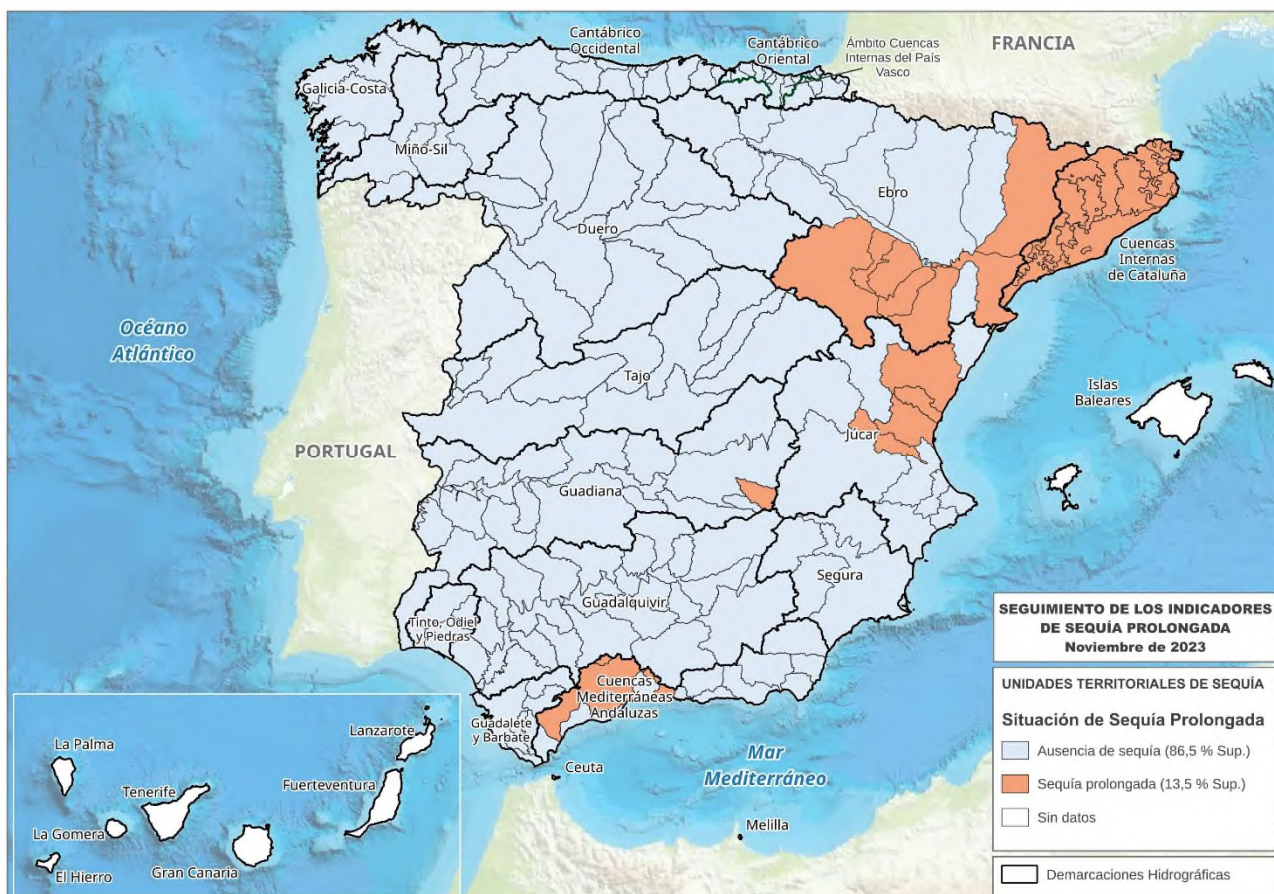 Cantábrico
Occidental
Cantábrico
Oriental
Ámbito Cuencas
Internas del País
Vasco
FRANCIA
Galicia-Costa
Miño-Sil
Ebro
Duero
Cuencas
Internas
de Cataluña
Océano
Atlántico
Tajo
Islas
Baleares
PORTUGAL
Júcar
Guadiana
Segura
Guadalquivir
Tinto, Odiel
y Piedras
Cuencas
Mediterráneas
Andaluzas
Guadalete
y Barbate
Ceuta
Mar
Mediterráneo
Melilla
La Palma
Lanzarote
Tenerife
Fuerteventura
La Gomera
El Hierro
Gran Canaria
SEGUIMIENTO DE LOS INDICADORES
DE SEQUÍA PROLONGADA
Noviembre de 2023
UNIDADES TERRITORIALES DE SEQUÍA
Situación de Sequía Prolongada
Ausencia de sequía (86,5 % Sup.)
Sequía prolongada (13,5 % Sup.)
Sin datos
Demarcaciones Hidrográficas